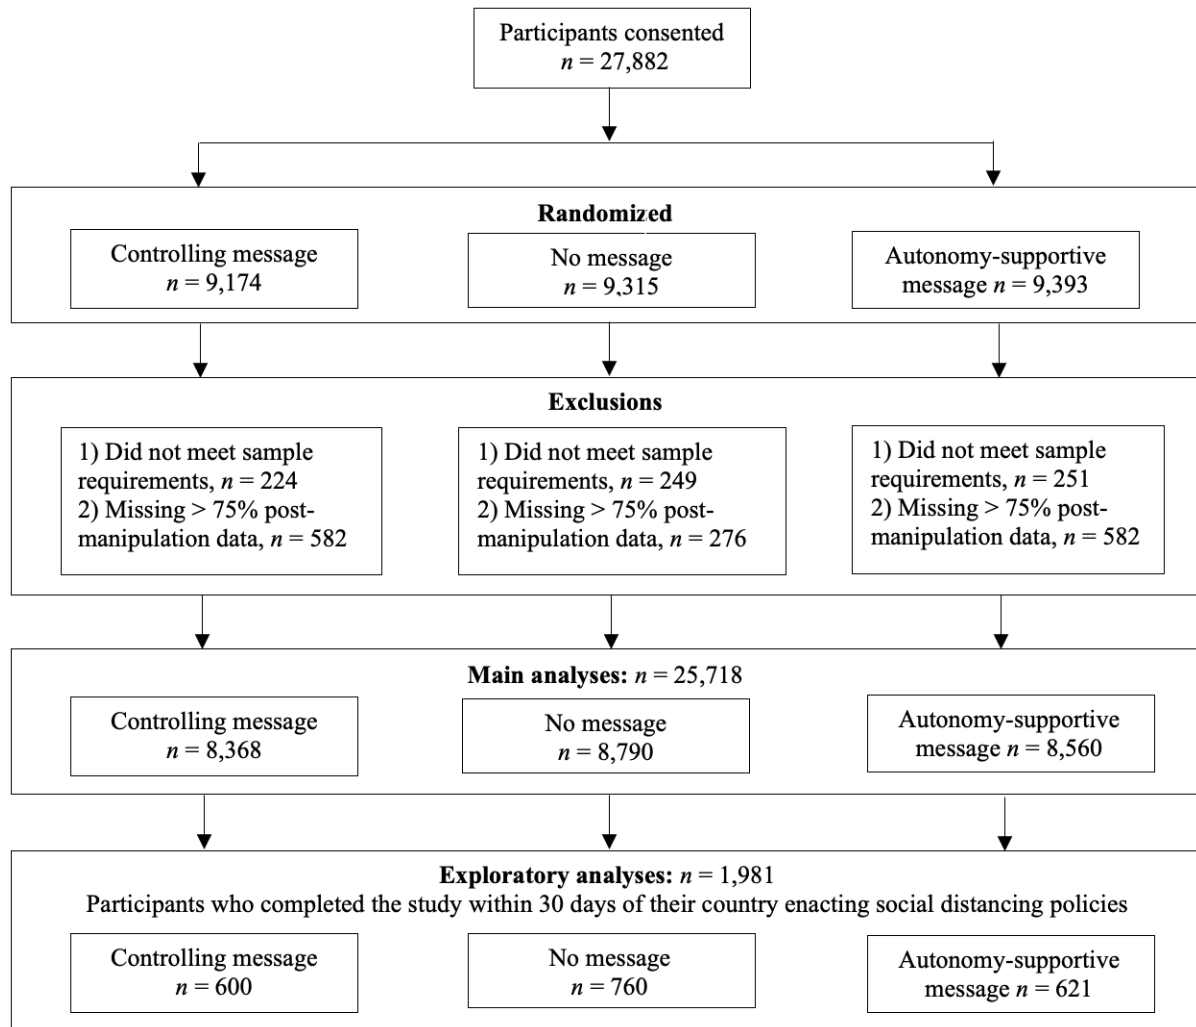 Participants consented
n = 27,882
Randomized
Controlling message
n = 9,174
No message
n = 9,315
Autonomy-supportive
message n = 9,393
Exclusions
1) Did not meet sample
requirements, n = 224
2) Missing > 75% post-
manipulation data, n = 582
1) Did not meet sample
requirements, n = 249
2) Missing > 75% post-
manipulation data, n = 276
1) Did not meet sample
requirements, n = 251
2) Missing > 75% post-
manipulation data, n = 582
Main analyses: n = 25,718
Controlling message
n = 8,368
No message
n = 8,790
Autonomy-supportive
message n = 8,560
Exploratory analyses: n = 1,981
Participants who completed the study within 30 days of their country enacting social distancing policies
Controlling message
n = 600
No message
n = 760
Autonomy-supportive
message n = 621